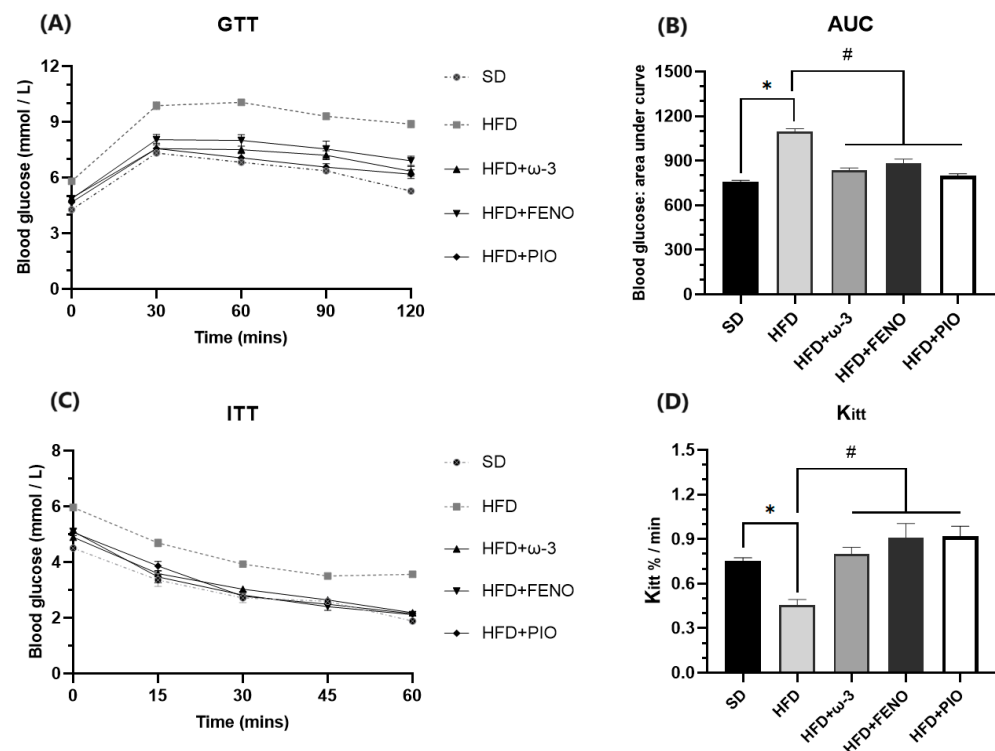 (A)
GTT
Blood glucose (mmol / L)
12
9
6
3
0
0 30 60 90 120
Time (mins)
SD
HFD
HFD+ω-3
HFD+FENO
HFD+PIO
(B)
AUC
Blood glucose: area under curve
1500
1200
900
600
300
0
*
#
SD
HFD
HFD+ω-3
HFD+FENO
HFD+PIO
(C)
ITT
Blood glucose (mmol / L)
8
6
4
2
0
0 15 30 45 60
Time (mins)
SD
HFD
HFD+ω-3
HFD+FENO
HFD+PIO
(D)
Kitt
Kitt % / min
1.5
1.2
0.9
0.6
0.3
0.0
*
#
SD
HFD
HFD+ω-3
HFD+FENO
HFD+PIO